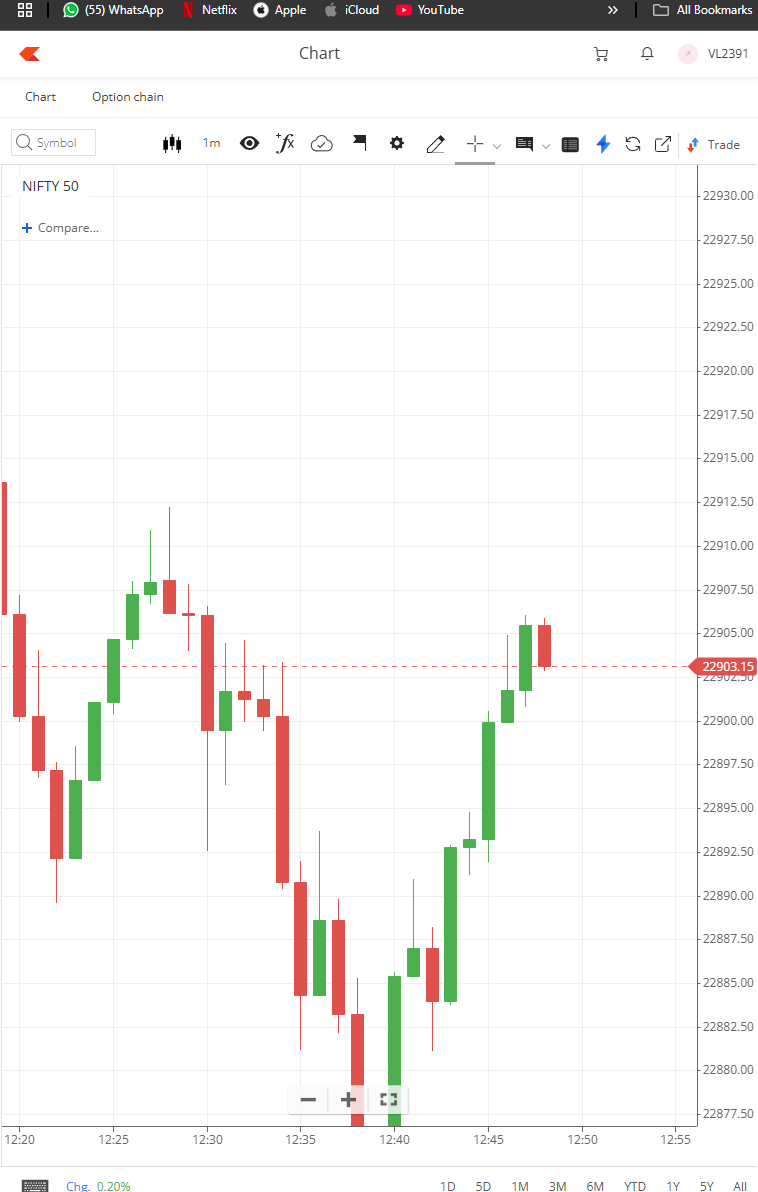 (55) WhatsApp Netflix Apple iCloud YouTube » All Bookmarks
Chart VL2391
Chart Option chain
Symbol 1m Trade
NIFTY 50
Compare...
22930.00
22927.50
22925.00
22922.50
22920.00
22917.50
22915.00
22912.50
22910.00
22907.50
22905.00
22903.15
22902.50
22900.00
22897.50
22895.00
22892.50
22890.00
22887.50
22885.00
22882.50
22880.00
22877.50
12:20 12:25 12:30 12:35 12:40 12:45 12:50 12:55
Chg. 0.20% 1D 5D 1M 3M 6M YTD 1Y 5Y All